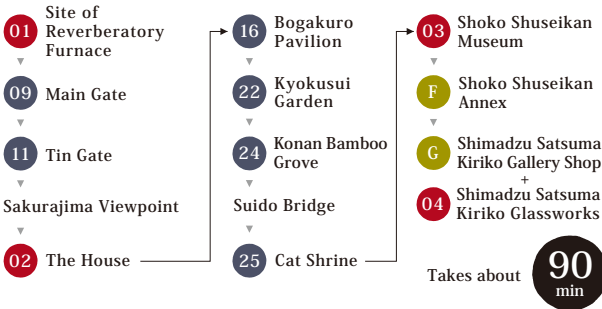 01 Site of
Reverberatory
Furnace
09 Main Gate
11 Tin Gate
Sakurajima Viewpoint
02 The House
16 Bogakuro
Pavilion
22 Kyokusui
Garden
24 Konan Bamboo
Grove
Suido Bridge
25 Cat Shrine
03 Shoko Shuseikan
Museum
F Shoko Shuseikan
Annex
G Shimadzu Satsuma
Kiriko Gallery Shop
+
04 Shimadzu Satsuma
Kiriko Glassworks
Takes about 90
min